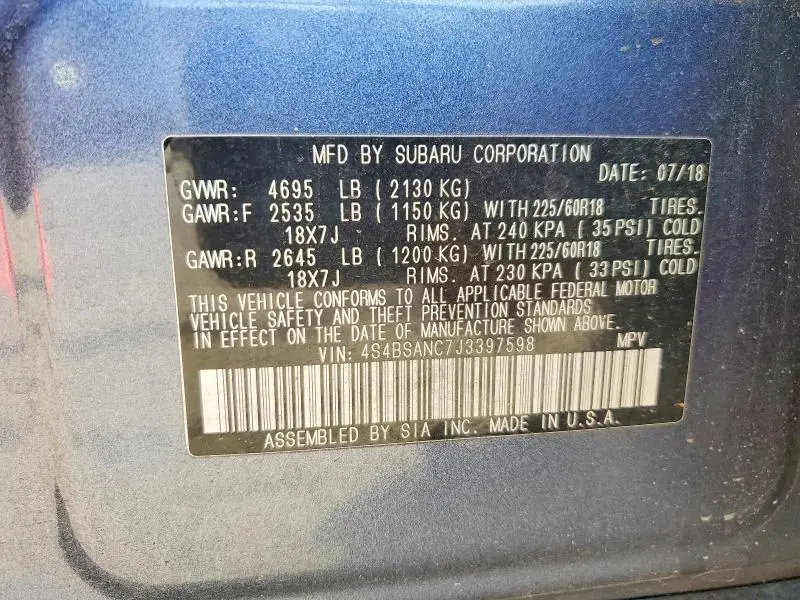 MFD BY SUBARU CORPORATION
DATE: 07/18
GVWR: 4695 LB ( 2130 KG)
GAWR:F 2535 LB ( 1150 KG) WITH 225/60R18 TIRES.
18X7J RIMS. AT 240 KPA ( 35 PSI) COLD
GAWR:R 2645 LB ( 1200 KG) WITH 225/60R18 TIRES.
18X7J RIMS. AT 230 KPA ( 33 PSI) COLD
THIS VEHICLE CONFORMS TO ALL APPLICABLE FEDERAL MOTOR
VEHICLE SAFETY AND THEFT PREVENTION STANDARDS
IN EFFECT ON THE DATE OF MANUFACTURE SHOWN ABOVE.
VIN: 4S4BSANC7J3397598 MPV
ASSEMBLED BY SIA INC. MADE IN U.S.A.